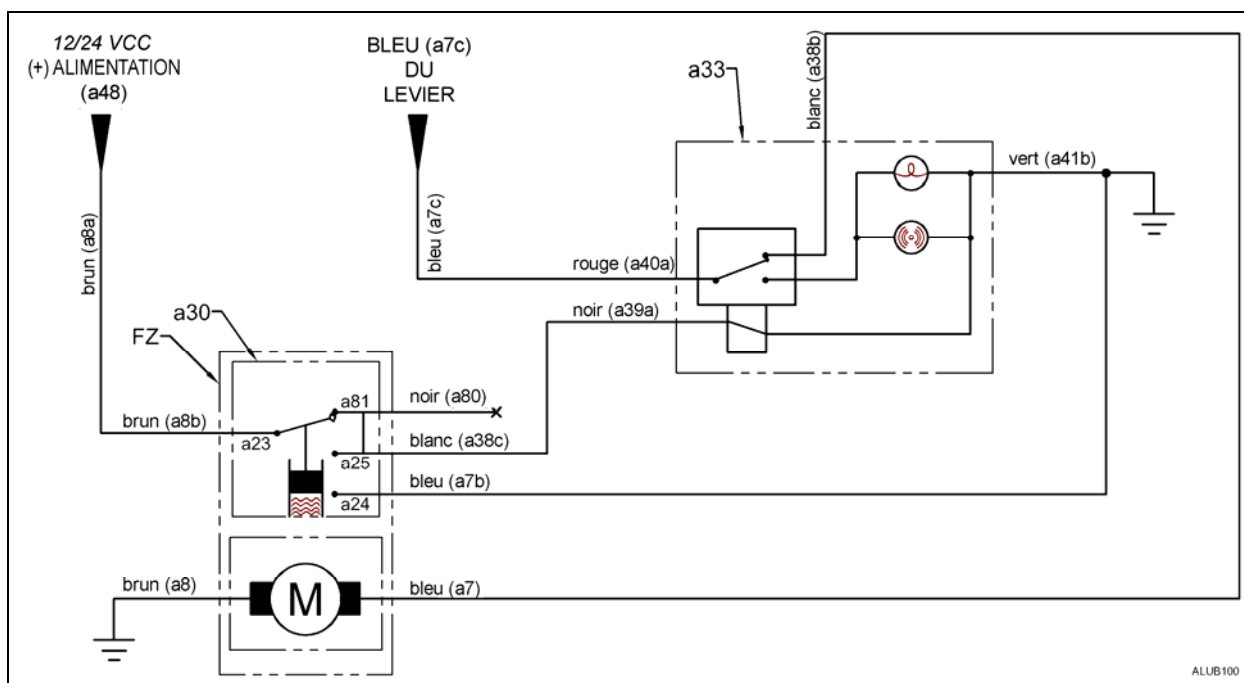 12/24 VCC
(+) ALIMENTATION
(a48)
BLEU (a7c)
DU
LEVIER
a33
blanc (a38b)
vert (a41b)
brun (a8a)
bleu (a7c)
rouge (a40a)
noir (a39a)
a30
FZ
a81
noir (a80)
brun (a8b)
a23
blanc (a38c)
a25
bleu (a7b)
a24
brun (a8)
M
bleu (a7)
ALUB100